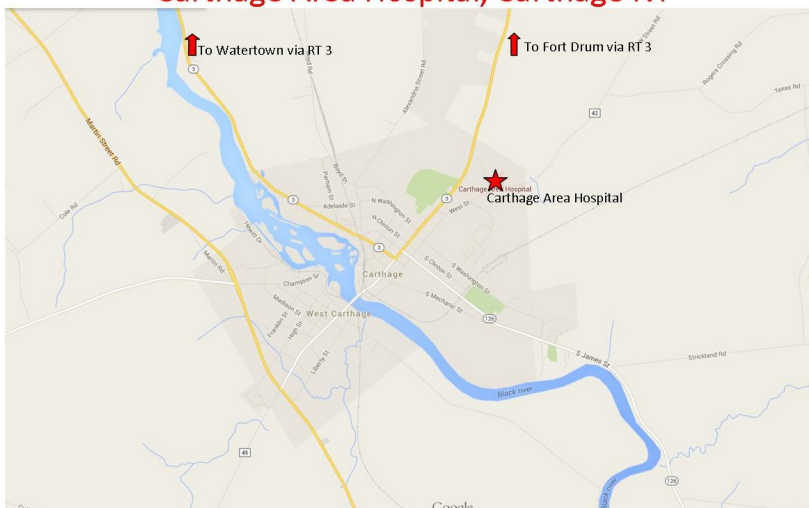 Carthage Area Hospital, Carthage NY
To Watertown via RT 3
To Fort Drum via RT 3
3
Alexandria Street Rd
Rogers Crossing Rd
Texas Rd
42
Martin Street Rd
Boyd St
Parham St
Adelaide St
N Washington St
N Clinton St
West St
3
Carthage Area Hospital
Carthage Area Hospital
Cole Rd
3
3
Hewitt Dr
Martin Rd
Carthage
S Clinton St
S Washington St
Champion St
Madison St
Franklin St
High St
West Carthage
S Mechanic St
126
Liberty St
S James St
Strickland Rd
Black river
45
126
Black river
Google